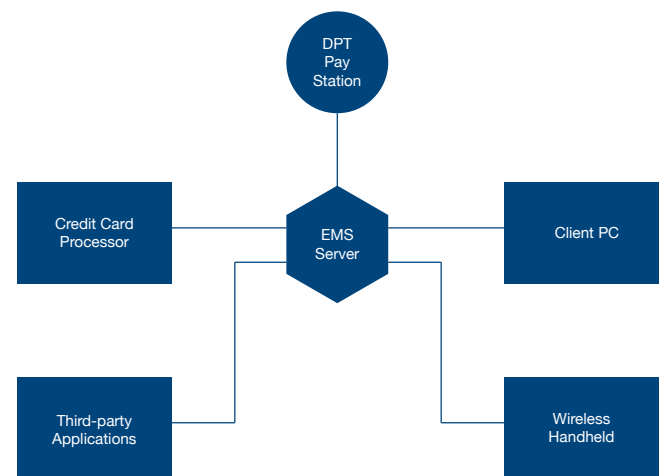 DPT
Pay
Station
Credit Card
Processor
EMS
Server
Client PC
Third-party
Applications
Wireless
Handheld